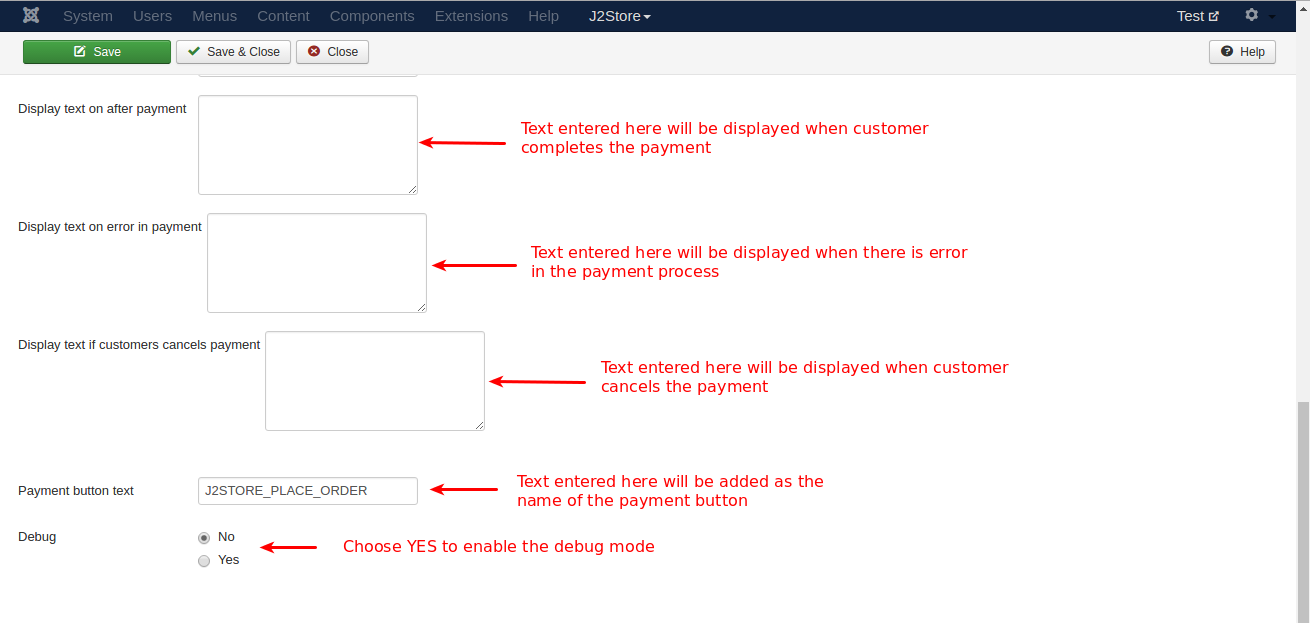 System Users Menus Content Components Extensions Help J2Store Test
Save Save & Close Close Help
Display text on after payment
Text entered here will be displayed when customer
completes the payment
Display text on error in payment
Text entered here will be displayed when there is error
in the payment process
Display text if customers cancels payment
Text entered here will be displayed when customer
cancels the payment
Payment button text
J2STORE_PLACE_ORDER
Text entered here will be added as the
name of the payment button
Debug
No
Yes
Choose YES to enable the debug mode